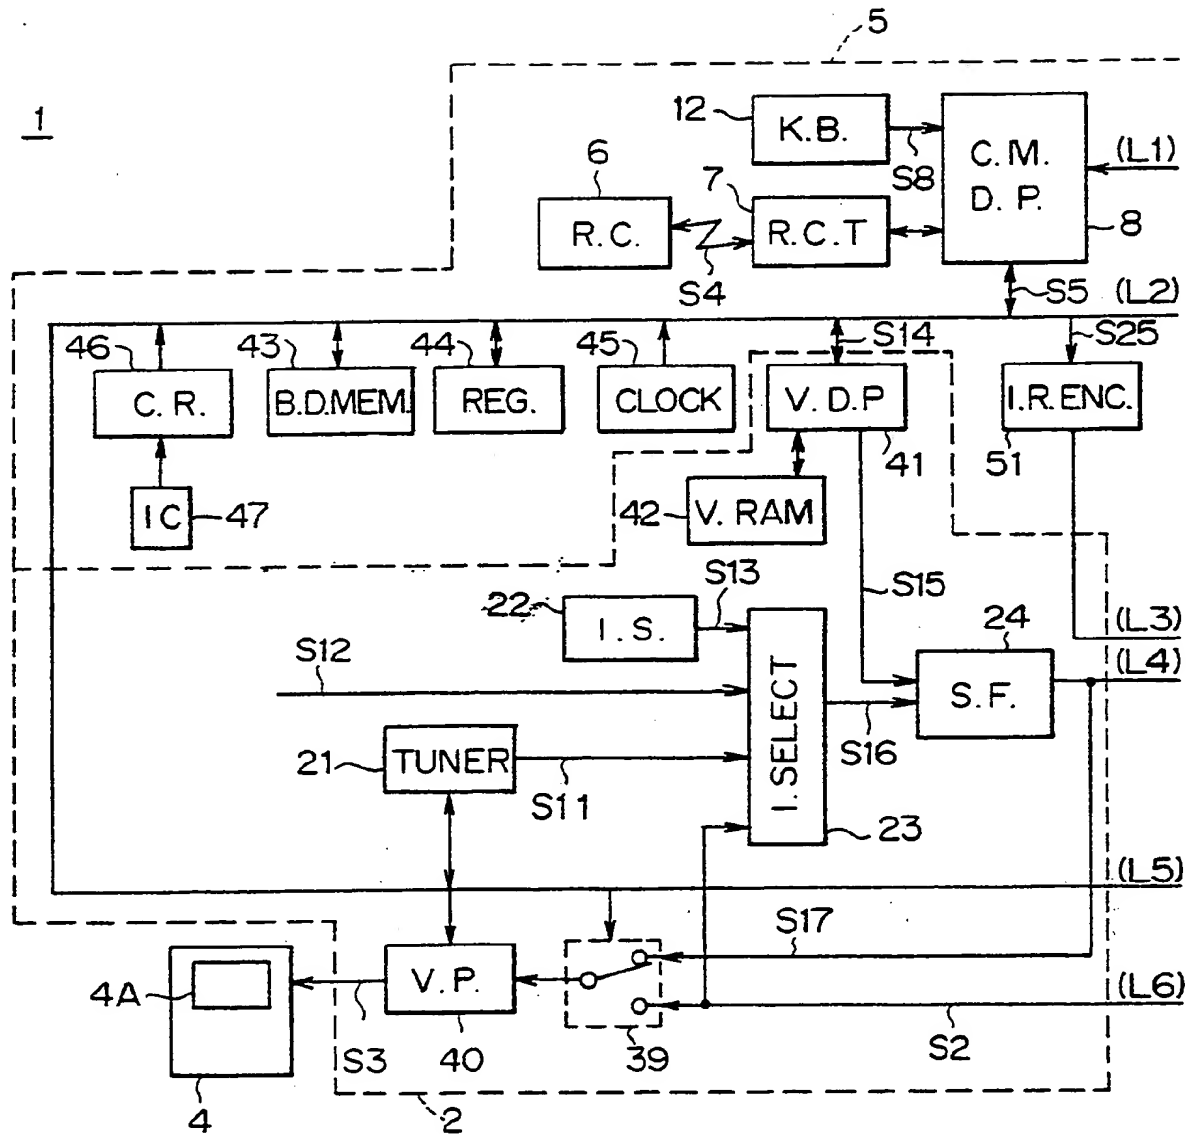 5
1
12
K.B.
S8
C.M.
D.P.
(L1)
8
6
R.C.
S4
7
R.C.T
S5
(L2)
46
C.R.
43
B.D.MEM.
44
REG.
45
CLOCK
S14
V.D.P
41
S25
I.R.ENC.
51
IC
47
42
V.RAM
S15
S13
22
I.S.
S12
21
TUNER
S11
I.SELECT
23
S16
24
S.F.
(L3)
(L4)
(L5)
S17
(L6)
S2
4A
4
S3
V.P.
40
39
2